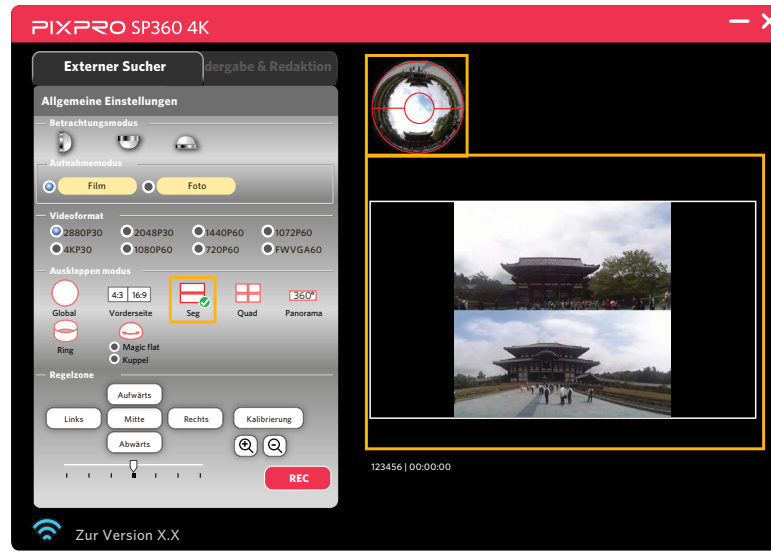 PIXPRO SP360 4K
Externer Sucher
dergabe & Redaktion
Allgemeine Einstellungen
Betrachtungsmodus
Aufnahmemodus
Film Foto
Videoformat
2880P30 2048P30 1440P60 1072P60
4KP30 1080P60 720P60 FWVGA60
Ausklappen modus
4:3 16:9 360°
Global Vorderseite Seg Quad Panorama
Ring
Magic flat
Kuppel
Regelzone
Aufwärts
Links Mitte Rechts Kalibrierung
Abwärts
REC
123456 | 00:00:00
Zur Version X.X